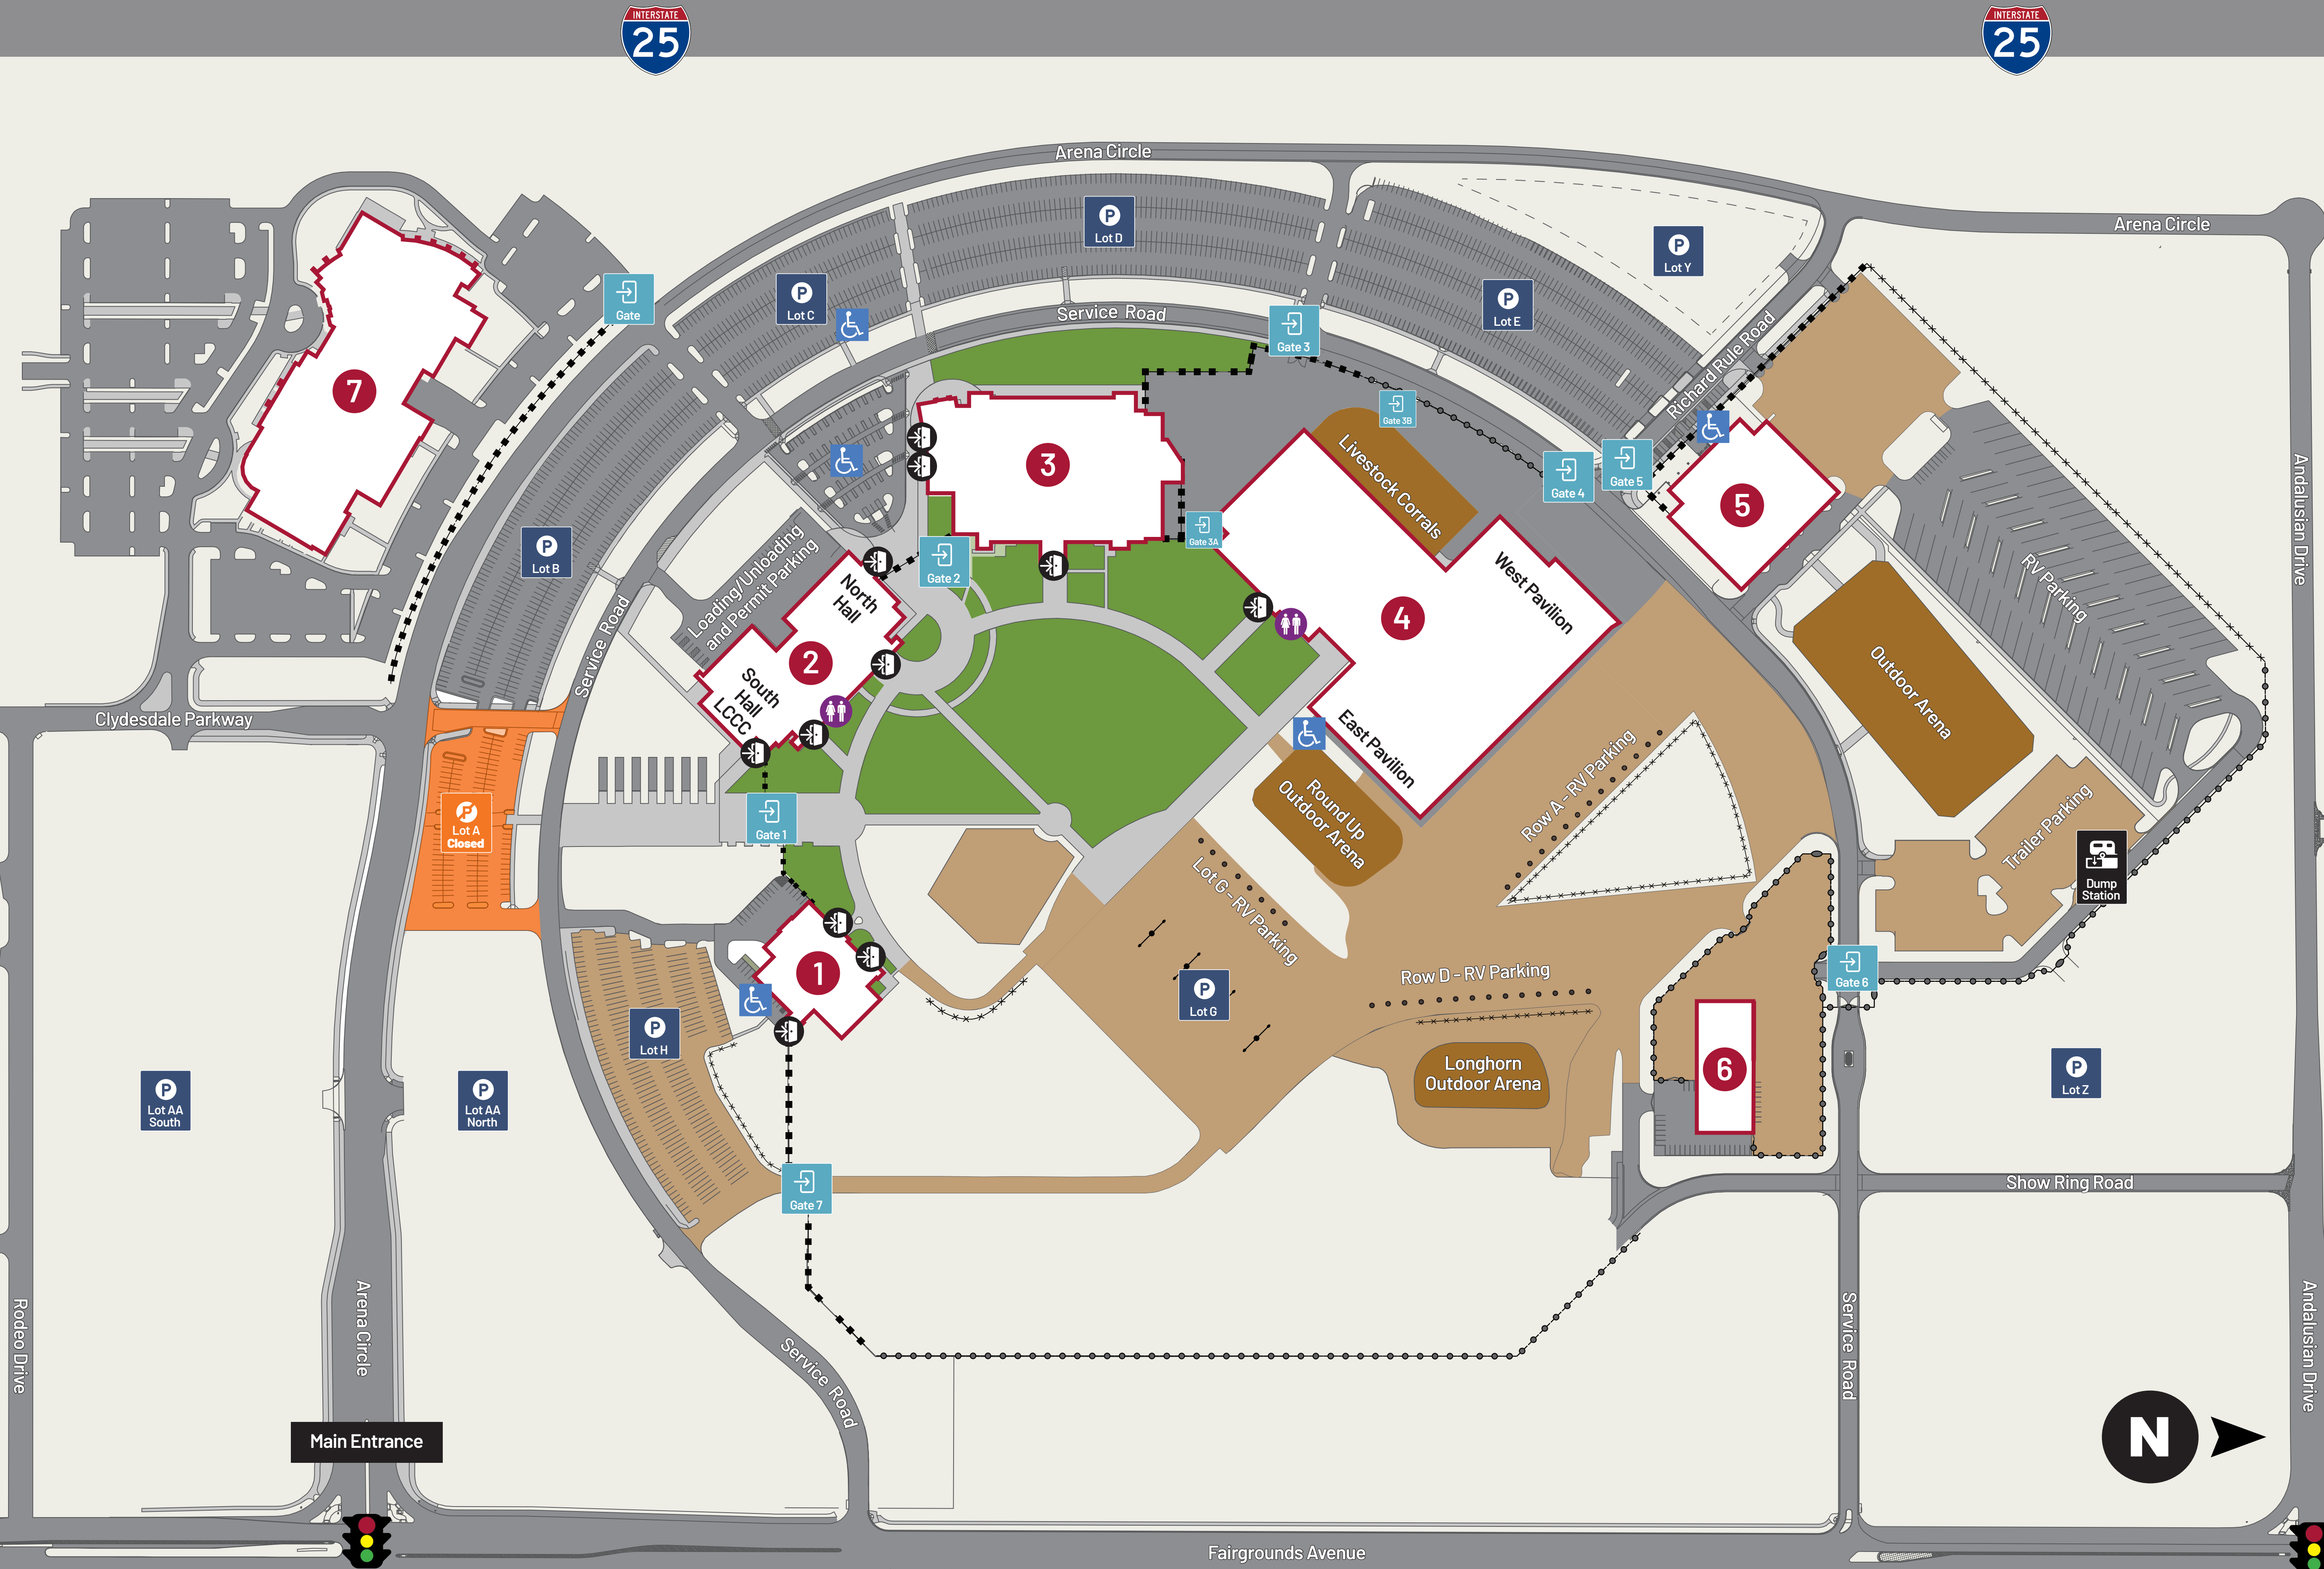 INTERSTATE
25
INTERSTATE
25
Arena Circle
Arena Circle
P
Lot D
P
Lot Y
P
Lot C
Gate
P
Lot E
Service Road
Gate 3
Richard Rule Road
7
Gate 3B
3
Livestock Corrals
Gate 4
Gate 5
5
Andalusian Drive
P
Lot B
Loading/Unloading
and Permit Parking
Gate 2
Gate 3A
North
Hall
West Pavilion
RV Parking
Service Road
2
4
South
Hall
LCCC
Outdoor Arena
Clydesdale Parkway
East Pavilion
Row A - RV Parking
Round Up
Outdoor Arena
P
Lot A
Closed
Gate 1
Trailer Parking
Dump
Station
Lot G - RV Parking
1
Row D - RV Parking
Gate 6
P
Lot G
P
Lot H
Longhorn
Outdoor Arena
6
P
Lot Z
P
Lot AA
South
P
Lot AA
North
Gate 7
Show Ring Road
Rodeo Drive
Arena Circle
Service Road
Service Road
Andalusian Drive
Main Entrance
N
Fairgrounds Avenue